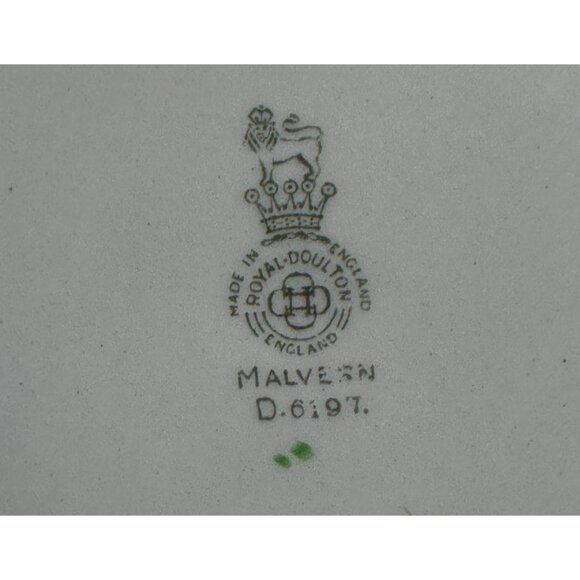 MADE IN ENGLAND
ROYAL-DOULTON
ENGLAND
MALVERN
D.6197.